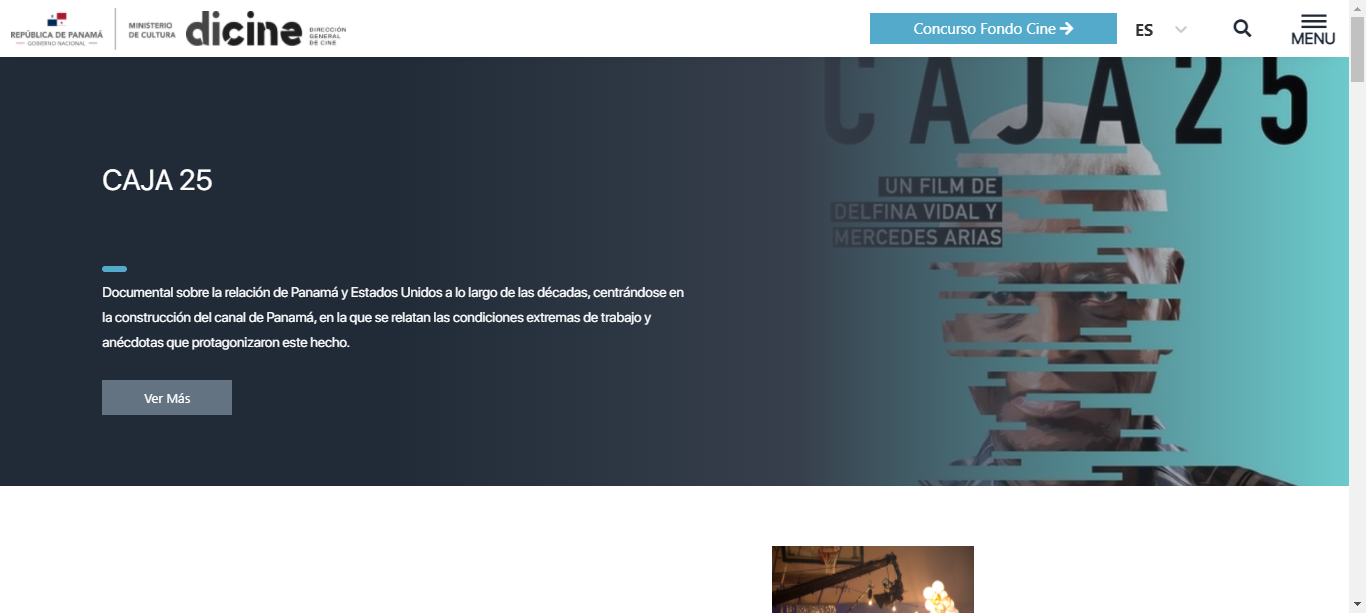 REPÚBLICA DE PANAMÁ
— GOBIERNO NACIONAL —
MINISTERIO
DE CULTURA
dicine
DIRECCIÓN
GENERAL
DE CINE
Concurso Fondo Cine
ES
MENU
CAJA 25
CAJA25
UN FILM DE
DELFINA VIDAL Y
MERCEDES ARIAS
Documental sobre la relación de Panamá y Estados Unidos a lo largo de las décadas, centrándose en
la construcción del canal de Panamá, en la que se relatan las condiciones extremas de trabajo y
anécdotas que protagonizaron este hecho.
Ver Más